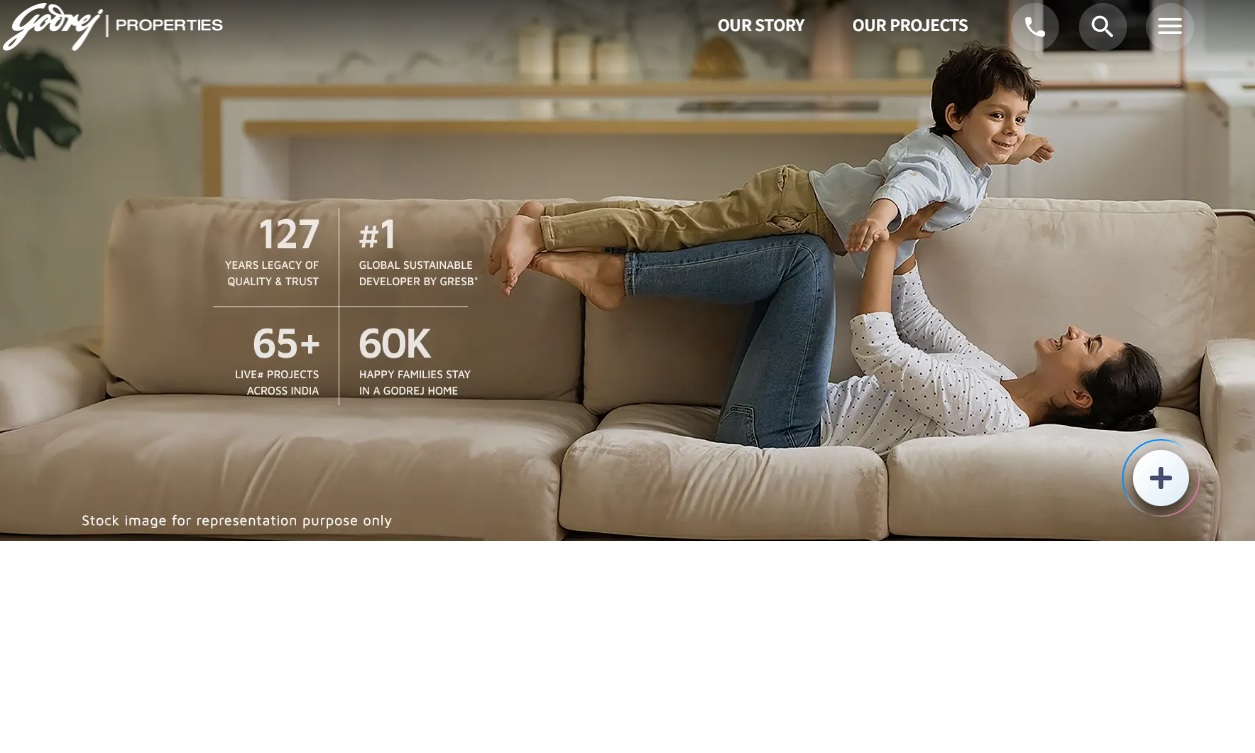 Godrej | PROPERTIES
OUR STORY
OUR PROJECTS
127
YEARS LEGACY OF
QUALITY & TRUST
#1
GLOBAL SUSTAINABLE
DEVELOPER BY GRESB*
65+
LIVE# PROJECTS
ACROSS INDIA
60K
HAPPY FAMILIES STAY
IN A GODREJ HOME
Stock image for representation purpose only